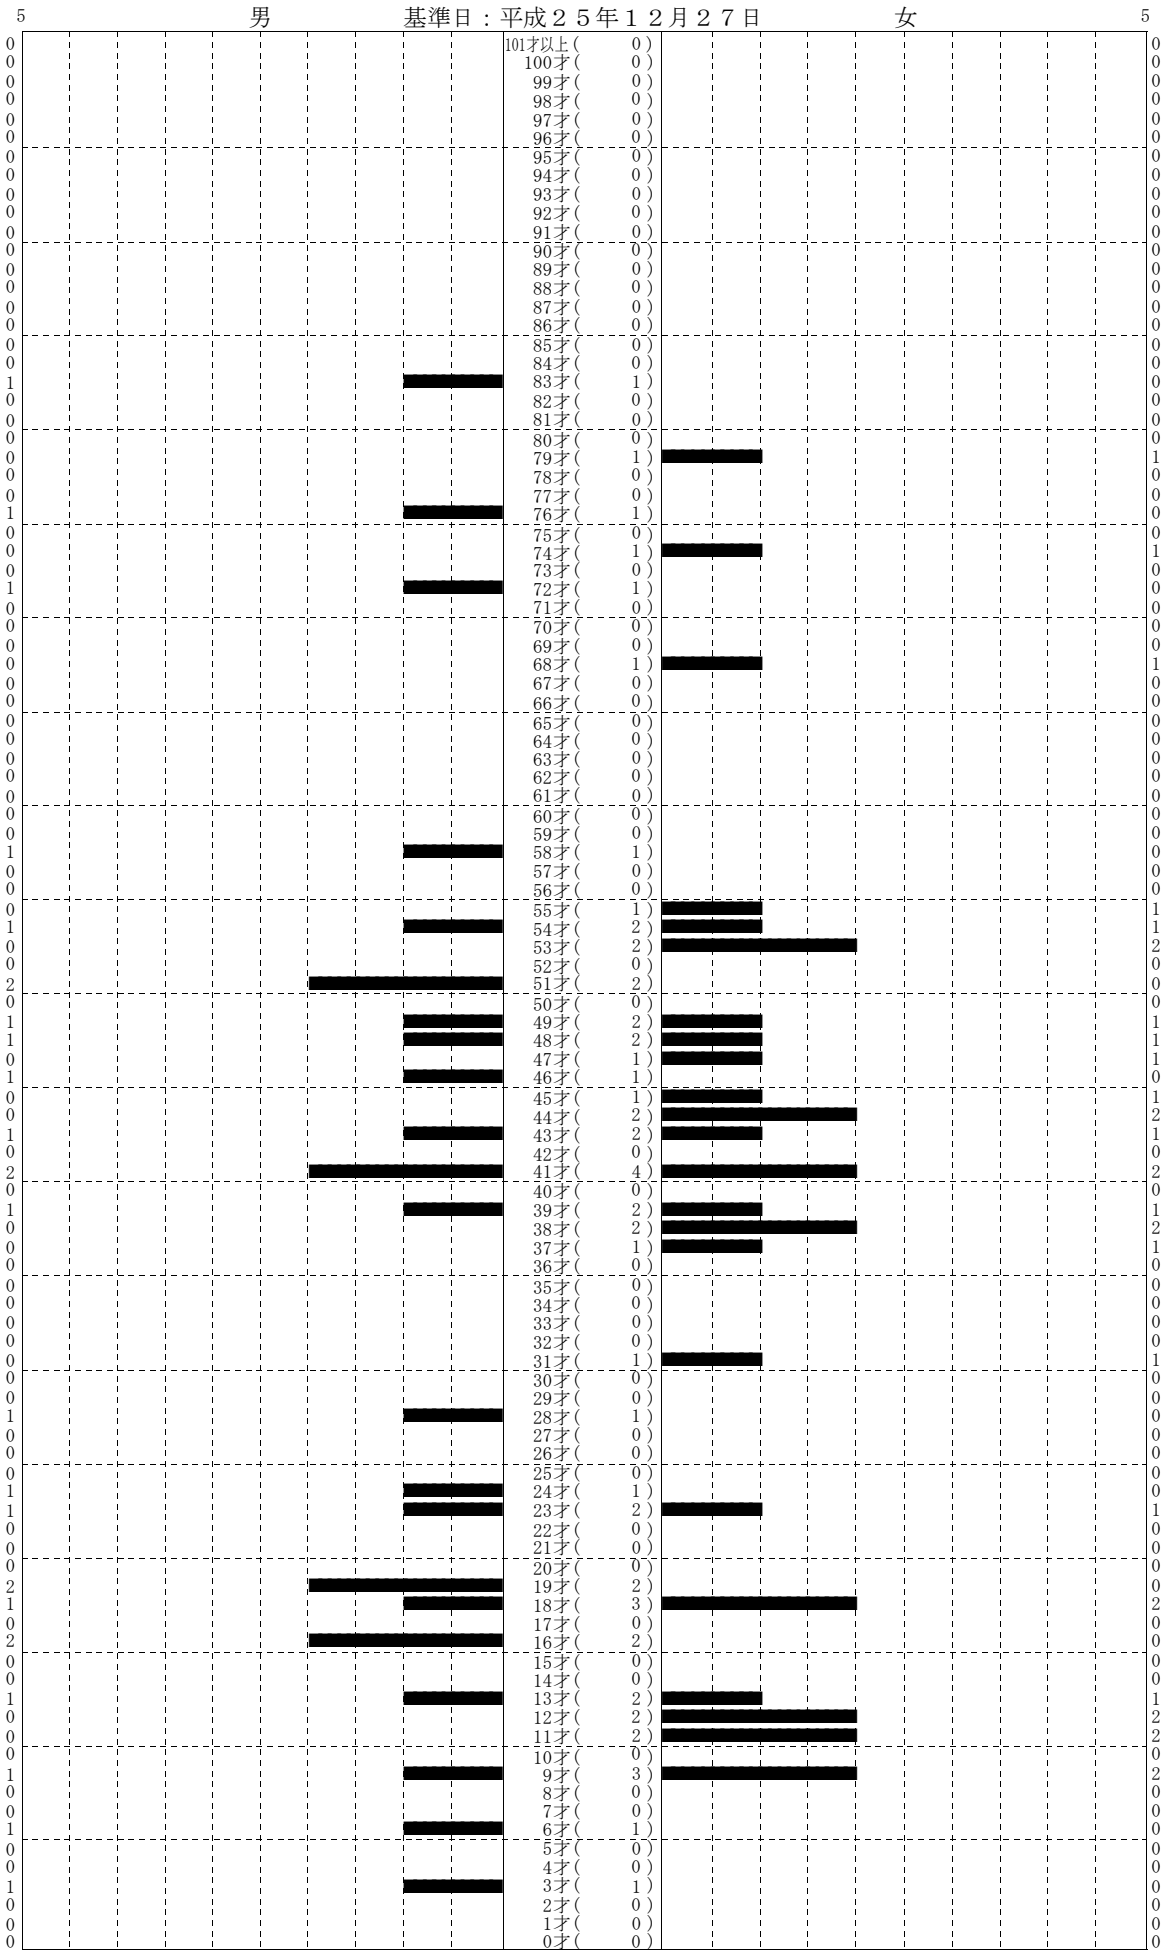 5 男 基準日：平成２５年１２月２７日 女 5
0 101才以上( 0) 0
0 100才( 0) 0
0 99才( 0) 0
0 98才( 0) 0
0 97才( 0) 0
0 96才( 0) 0
0 95才( 0) 0
0 94才( 0) 0
0 93才( 0) 0
0 92才( 0) 0
0 91才( 0) 0
0 90才( 0) 0
0 89才( 0) 0
0 88才( 0) 0
0 87才( 0) 0
0 86才( 0) 0
0 85才( 0) 0
0 84才( 0) 0
1 83才( 1) 0
0 82才( 0) 0
0 81才( 0) 0
0 80才( 0) 0
0 79才( 1) 1
0 78才( 0) 0
0 77才( 0) 0
1 76才( 1) 0
0 75才( 0) 0
0 74才( 1) 1
0 73才( 0) 0
1 72才( 1) 0
0 71才( 0) 0
0 70才( 0) 0
0 69才( 0) 0
0 68才( 1) 1
0 67才( 0) 0
0 66才( 0) 0
0 65才( 0) 0
0 64才( 0) 0
0 63才( 0) 0
0 62才( 0) 0
0 61才( 0) 0
0 60才( 0) 0
0 59才( 0) 0
1 58才( 1) 0
0 57才( 0) 0
0 56才( 0) 0
0 55才( 1) 1
1 54才( 2) 1
0 53才( 2) 2
0 52才( 0) 0
2 51才( 2) 0
0 50才( 0) 0
1 49才( 2) 1
1 48才( 2) 1
0 47才( 1) 1
1 46才( 1) 0
0 45才( 1) 1
0 44才( 2) 2
1 43才( 2) 1
0 42才( 0) 0
2 41才( 4) 2
0 40才( 0) 0
1 39才( 2) 1
0 38才( 2) 2
0 37才( 1) 1
0 36才( 0) 0
0 35才( 0) 0
0 34才( 0) 0
0 33才( 0) 0
0 32才( 0) 0
0 31才( 1) 1
0 30才( 0) 0
0 29才( 0) 0
1 28才( 1) 0
0 27才( 0) 0
0 26才( 0) 0
0 25才( 0) 0
1 24才( 1) 0
1 23才( 2) 1
0 22才( 0) 0
0 21才( 0) 0
0 20才( 0) 0
2 19才( 2) 0
1 18才( 3) 2
0 17才( 0) 0
2 16才( 2) 0
0 15才( 0) 0
0 14才( 0) 0
1 13才( 2) 1
0 12才( 2) 2
0 11才( 2) 2
0 10才( 0) 0
1 9才( 3) 2
0 8才( 0) 0
0 7才( 0) 0
1 6才( 1) 0
0 5才( 0) 0
0 4才( 0) 0
1 3才( 1) 0
0 2才( 0) 0
0 1才( 0) 0
0 0才( 0) 0